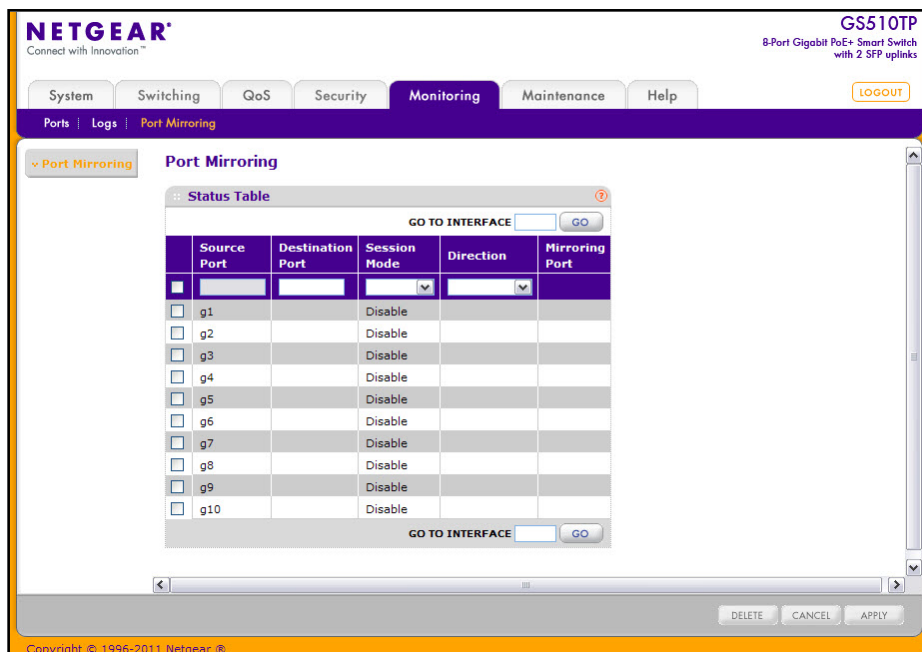 NETGEAR®
Connect with Innovation™
GS510TP
8-Port Gigabit PoE+ Smart Switch
with 2 SFP uplinks
System Switching QoS Security Monitoring Maintenance Help LOGOUT
Ports Logs Port Mirroring
Port Mirroring
Port Mirroring
Status Table ?
GO TO INTERFACE GO
Source Port Destination Port Session Mode Direction Mirroring Port
g1 Disable
g2 Disable
g3 Disable
g4 Disable
g5 Disable
g6 Disable
g7 Disable
g8 Disable
g9 Disable
g10 Disable
GO TO INTERFACE GO
DELETE CANCEL APPLY
Copyright © 1996-2011 Netgear ®